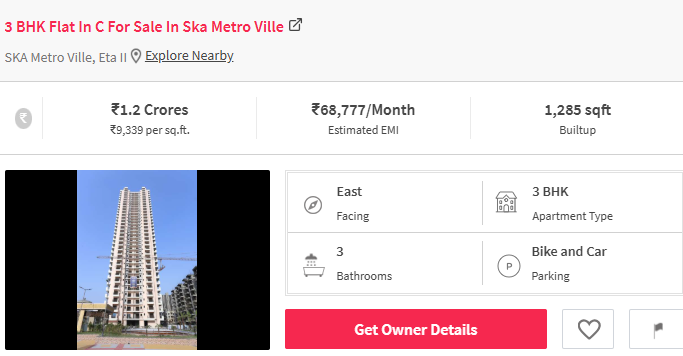 3 BHK Flat In C For Sale In Ska Metro Ville
SKA Metro Ville, Eta II Explore Nearby
₹
₹1.2 Crores
₹9,339 per sq.ft.
₹68,777/Month
Estimated EMI
1,285 sqft
Builtup
East
Facing
3 BHK
Apartment Type
3
Bathrooms
P
Bike and Car
Parking
Get Owner Details